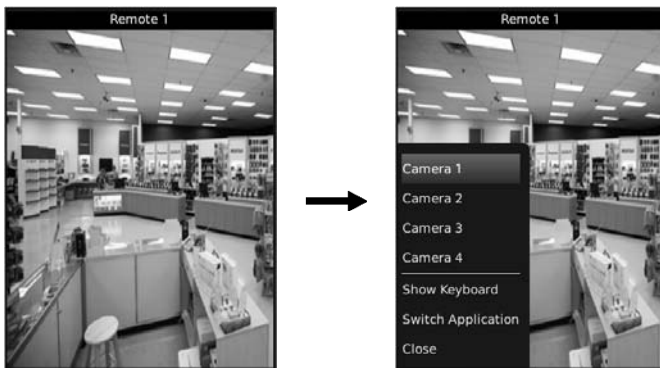 Remote 1
Remote 1
Camera 1
Camera 2
Camera 3
Camera 4
Show Keyboard
Switch Application
Close